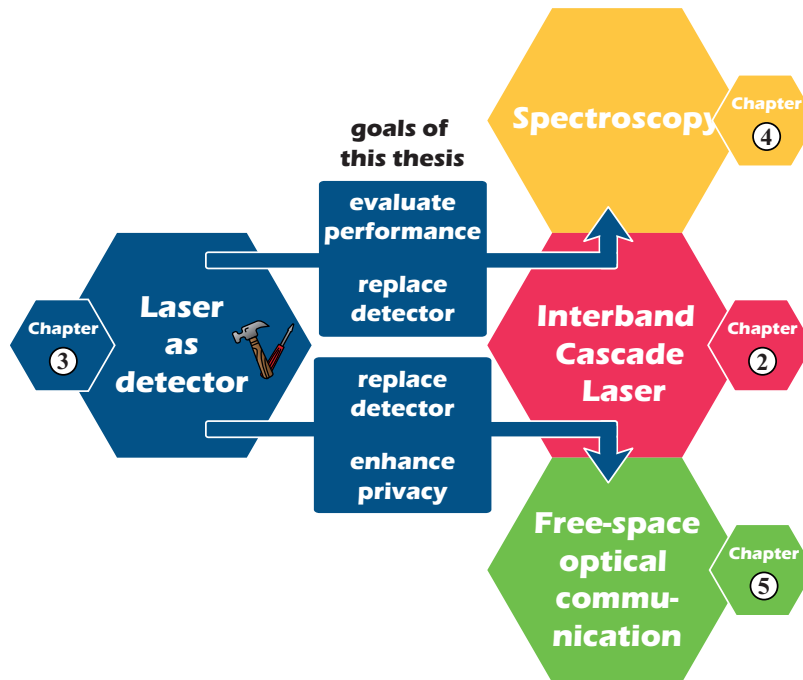 Spectroscopy
Chapter
4
goals of
this thesis
evaluate
performance
replace
detector
Laser
as
detector
Chapter
3
Interband
Cascade
Laser
Chapter
2
replace
detector
enhance
privacy
Free-space
optical
commu-
nication
Chapter
5